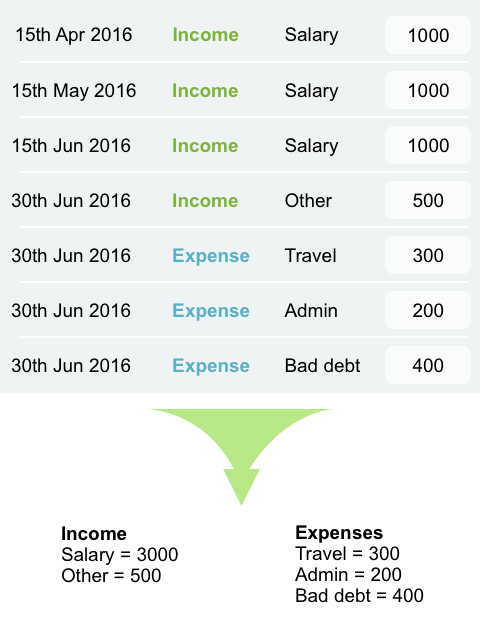 15th Apr 2016 Income Salary 1000
15th May 2016 Income Salary 1000
15th Jun 2016 Income Salary 1000
30th Jun 2016 Income Other 500
30th Jun 2016 Expense Travel 300
30th Jun 2016 Expense Admin 200
30th Jun 2016 Expense Bad debt 400
Income
Salary = 3000
Other = 500
Expenses
Travel = 300
Admin = 200
Bad debt = 400